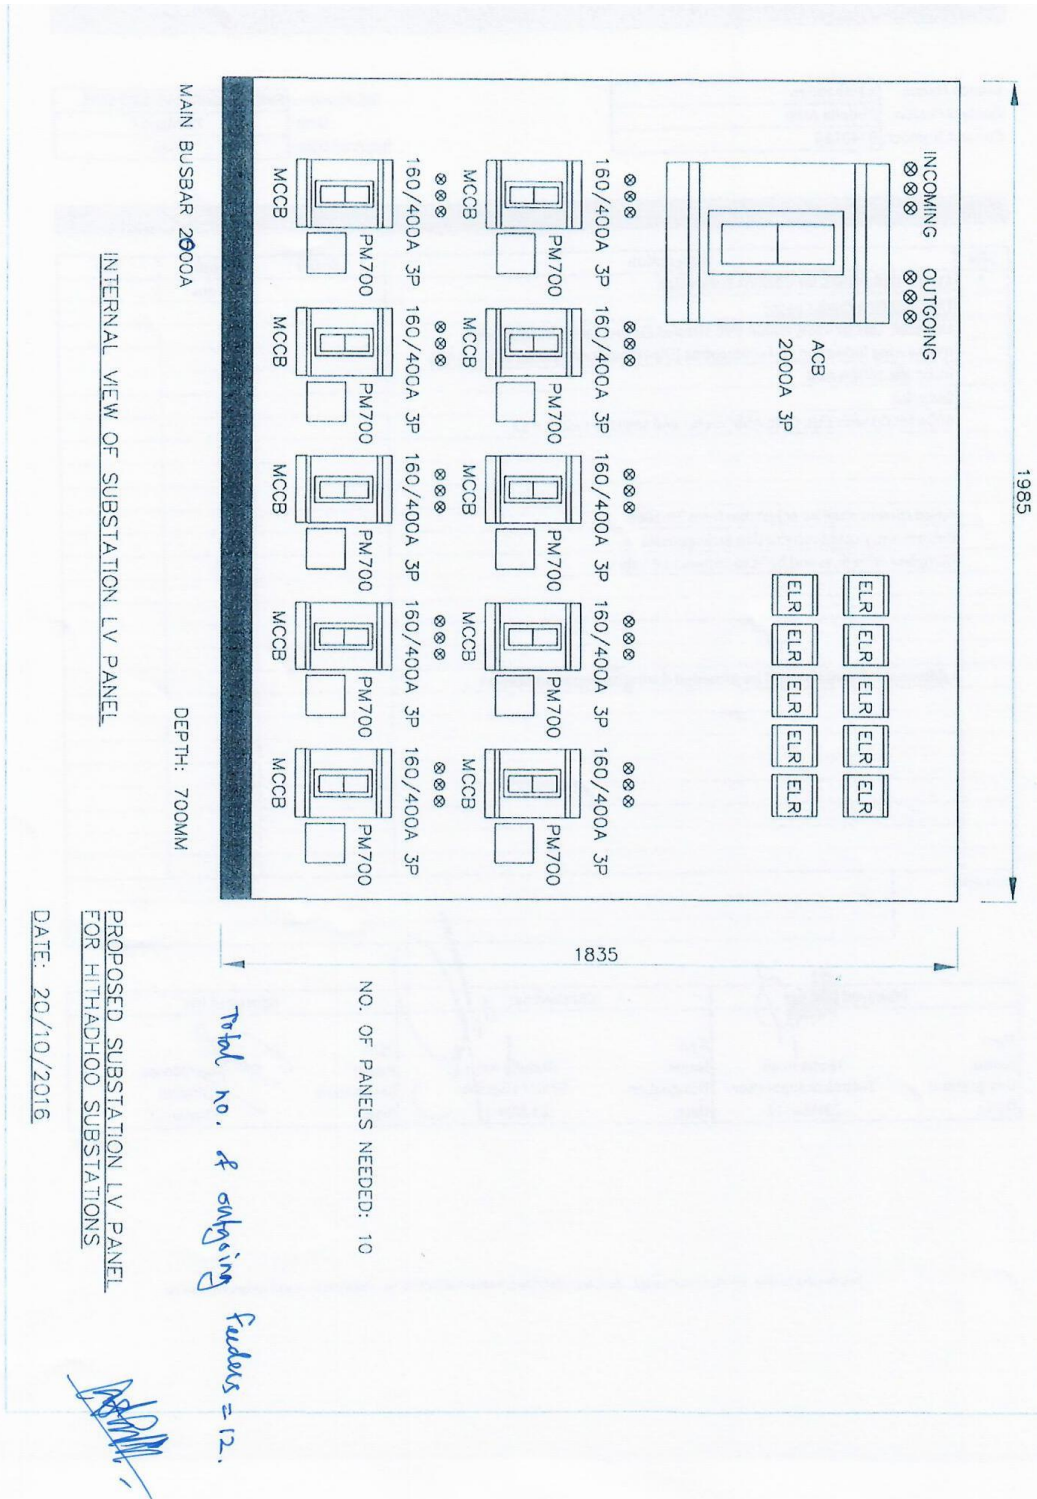 1985
INCOMING OUTGOING
ACB
2000A 3P
ELR ELR ELR ELR ELR
ELR ELR ELR ELR ELR
160/400A 3P 160/400A 3P 160/400A 3P 160/400A 3P 160/400A 3P
PM700 PM700 PM700 PM700 PM700
MCCB MCCB MCCB MCCB MCCB
160/400A 3P 160/400A 3P 160/400A 3P 160/400A 3P 160/400A 3P
PM700 PM700 PM700 PM700 PM700
MCCB MCCB MCCB MCCB MCCB
1835
MAIN BUSBAR 2000A
DEPTH: 700MM
INTERNAL VIEW OF SUBSTATION LV PANEL
NO. OF PANELS NEEDED: 10
Total no. of outgoing feeders = 12.
PROPOSED SUBSTATION LV PANEL
FOR HITHADHOO SUBSTATIONS
DATE: 20/10/2016